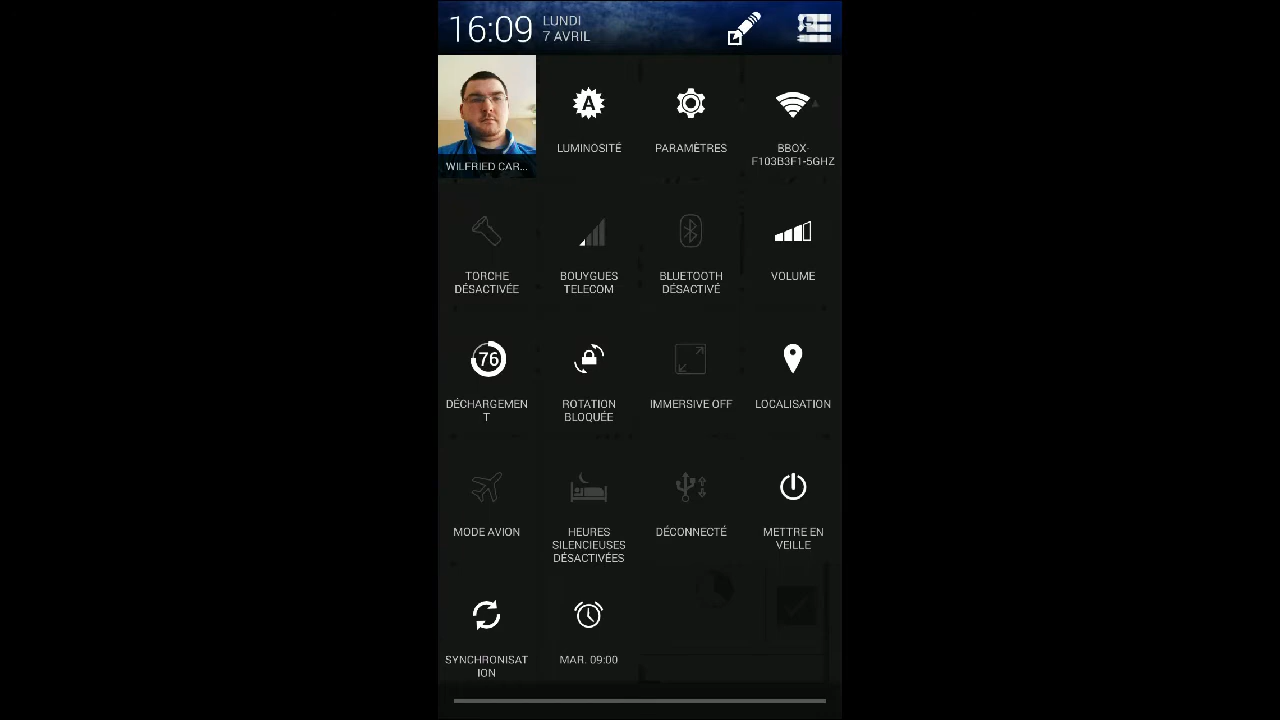 16:09
LUNDI
7 AVRIL
A
WILFRIED CAR...
LUMINOSITÉ
PARAMÈTRES
BBOX-
F103B3F1-5GHZ
TORCHE
DÉSACTIVÉE
BOUYGUES
TELECOM
BLUETOOTH
DÉSACTIVÉ
VOLUME
76
DÉCHARGEMEN
T
ROTATION
BLOQUÉE
IMMERSIVE OFF
LOCALISATION
MODE AVION
HEURES
SILENCIEUSES
DÉSACTIVÉES
DÉCONNECTÉ
METTRE EN
VEILLE
SYNCHRONISAT
ION
MAR. 09:00